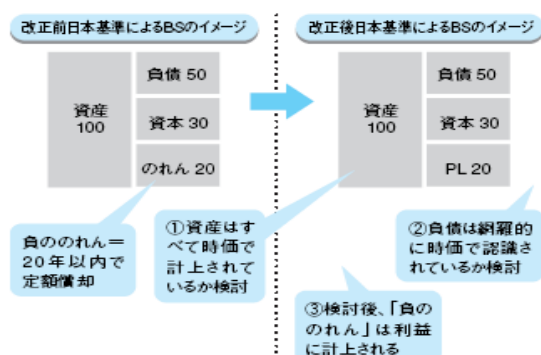 改正前日本基準によるBSのイメージ
資産
100
負債 50
資本 30
のれん 20
負ののれん＝
20年以内で
定額償却
①資産はす
べて時価で
計上されて
いるか検討
改正後日本基準によるBSのイメージ
資産
100
負債 50
資本 30
PL 20
②負債は網羅的
に時価で認識さ
れているか検討
③検討後、「負の
のれん」は利益
に計上される